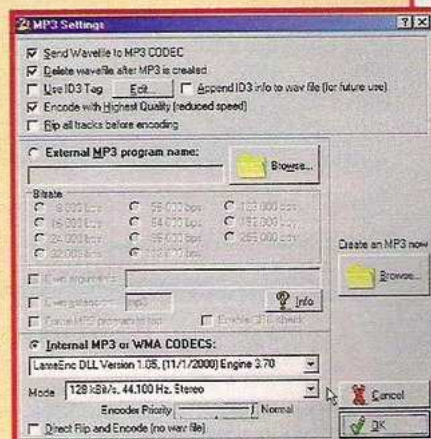 MP3 Settings
Send Wavefile to MP3 CODEC
Delete wavefile after MP3 is created
Use ID3 Tag Edit... Append ID3 info to wav file (for future use)
Encode with Highest Quality (reduced speed)
Rip all tracks before encoding
External MP3 program name:
Browse...
Bitrate
Create an MP3 now
Browse...
Info
Internal MP3 or WMA CODECS:
LameEnc DLL Version 1.05, (11/1/2000) Engine 3.70
Mode 128 kBit/s, 44.100 Hz, Stereo
Cancel
Encoder Priority Normal
Direct Rip and Encode (no wav file)
OK